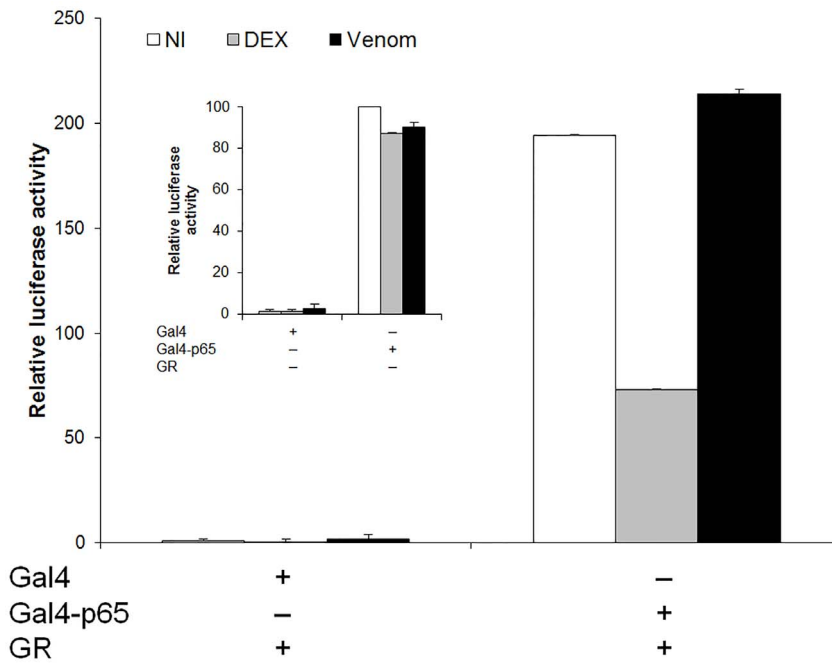 250
NI DEX Venom
200
150
100
50
0
Relative luciferase activity
100
80
60
40
20
0
Relative luciferase
activity
Gal4 + –
Gal4-p65 – +
GR – –
Gal4 + –
Gal4-p65 – +
GR + +